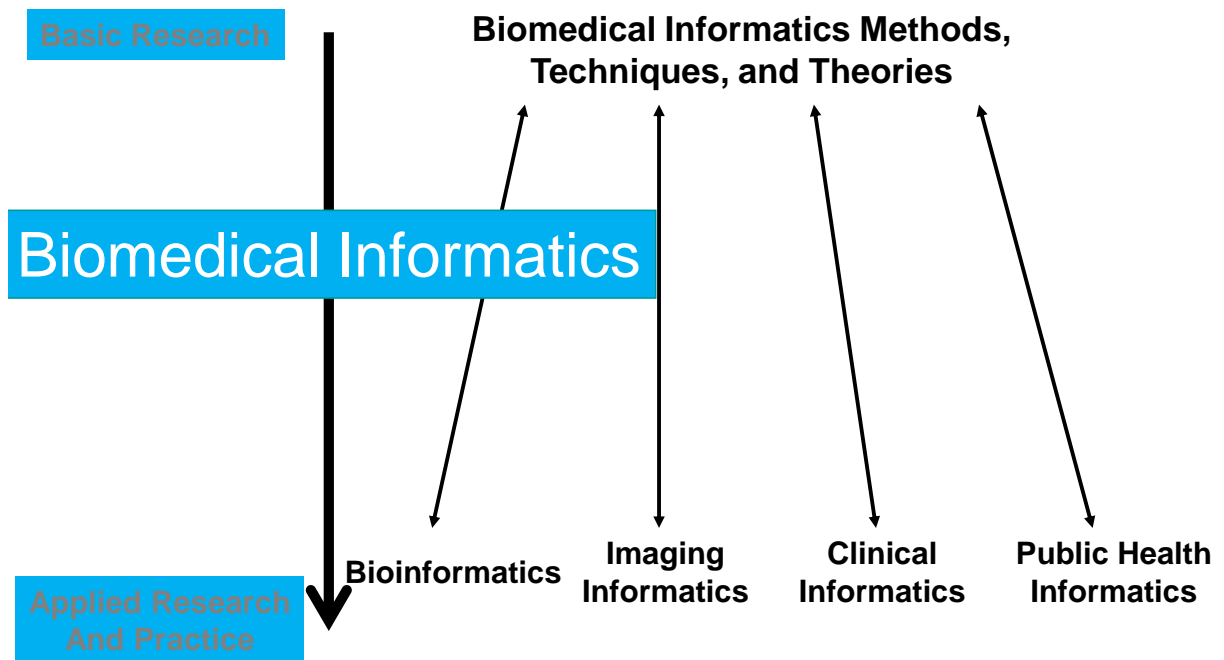 Basic Research
Biomedical Informatics Methods,
Techniques, and Theories
Biomedical Informatics
Bioinformatics
Imaging
Informatics
Clinical
Informatics
Public Health
Informatics
Applied Research
And Practice